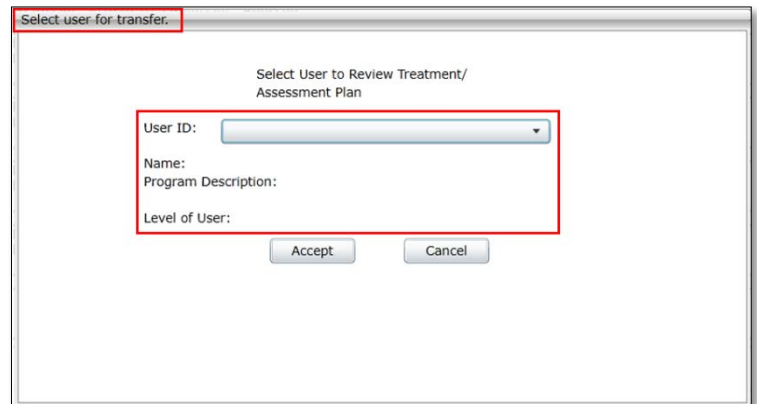 Select user for transfer.
Select User to Review Treatment/
Assessment Plan
User ID:
Name:
Program Description:
Level of User:
Accept Cancel